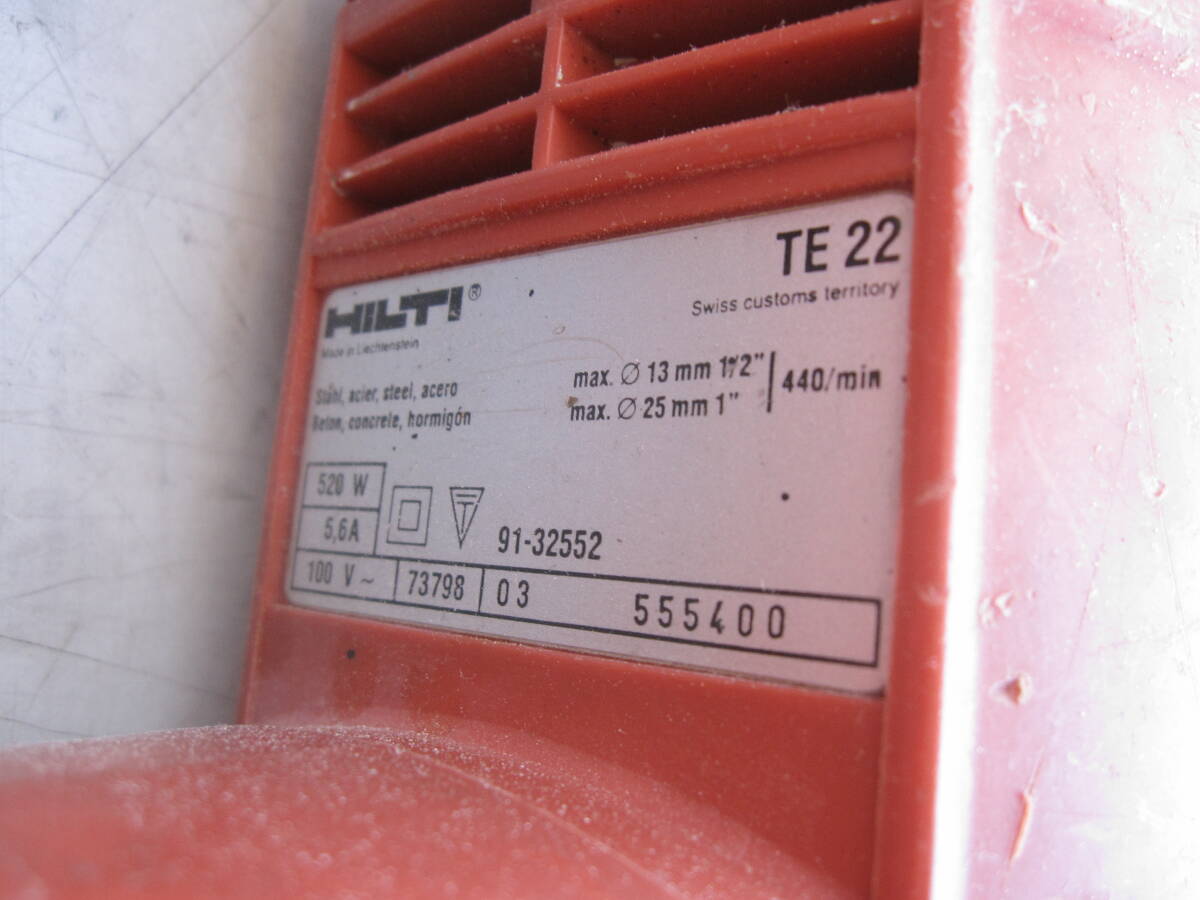 HILTI®
TE 22
Made in Liechtenstein
Swiss customs territory
Stahl, acier, steel, acero max. Ø 13 mm 1/2"
Beton, concrete, hormigón max. Ø 25 mm 1"
440/min
520 W
5,6A
91-32552
100 V ~ 73798 03 555400